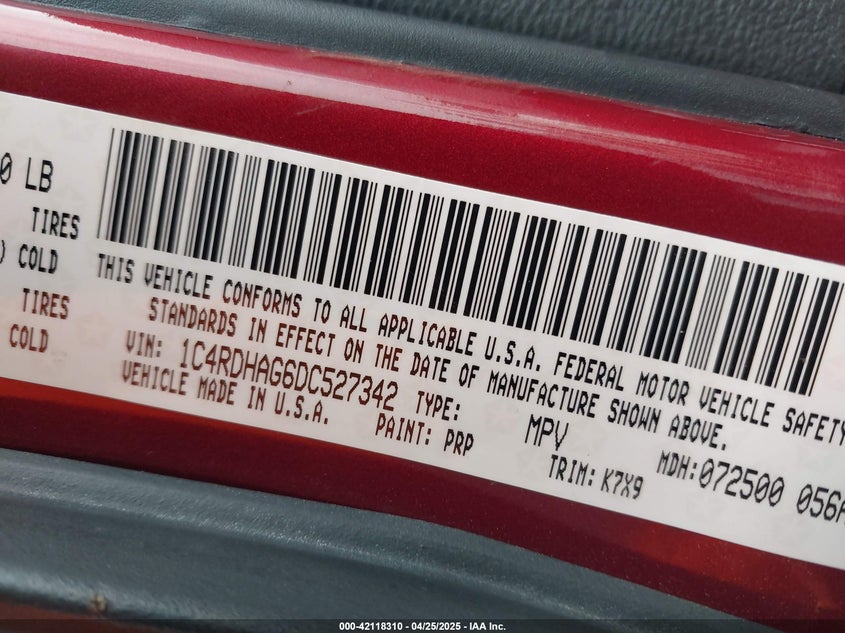 0 LB
TIRES
) COLD
TIRES
COLD
THIS VEHICLE CONFORMS TO ALL APPLICABLE U.S.A. FEDERAL MOTOR VEHICLE SAFETY
STANDARDS IN EFFECT ON THE DATE OF MANUFACTURE SHOWN ABOVE.
VIN: 1C4RDHAG6DC527342 TYPE: MPV MDH:072500 056A
VEHICLE MADE IN U.S.A. PAINT: PRP TRIM: K7X9
000-42118310 | 04/25/2025 - IAA Inc.